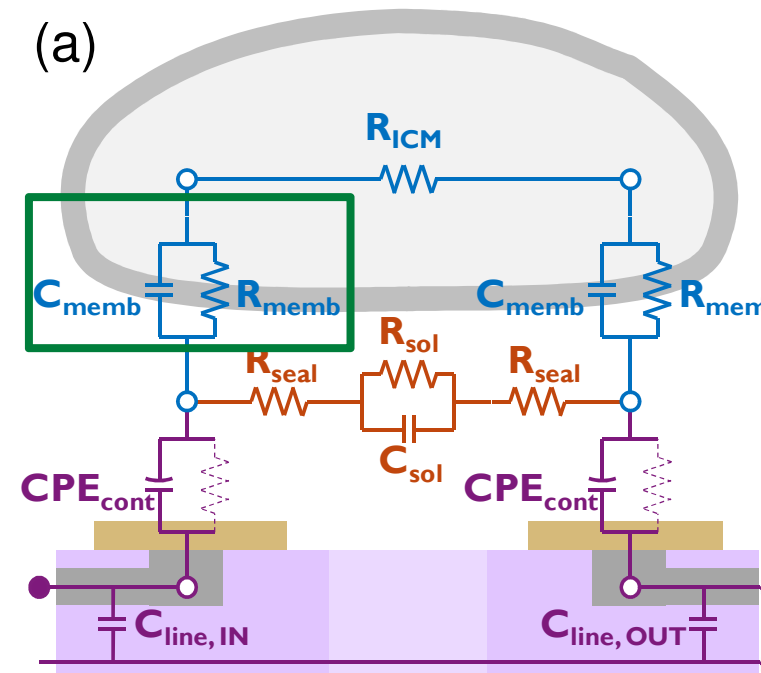 (a)
R_ICM
C_memb R_memb C_memb R_mem
R_sol
R_seal R_seal
C_sol
CPE_cont CPE_cont
C_line, IN C_line, OUT